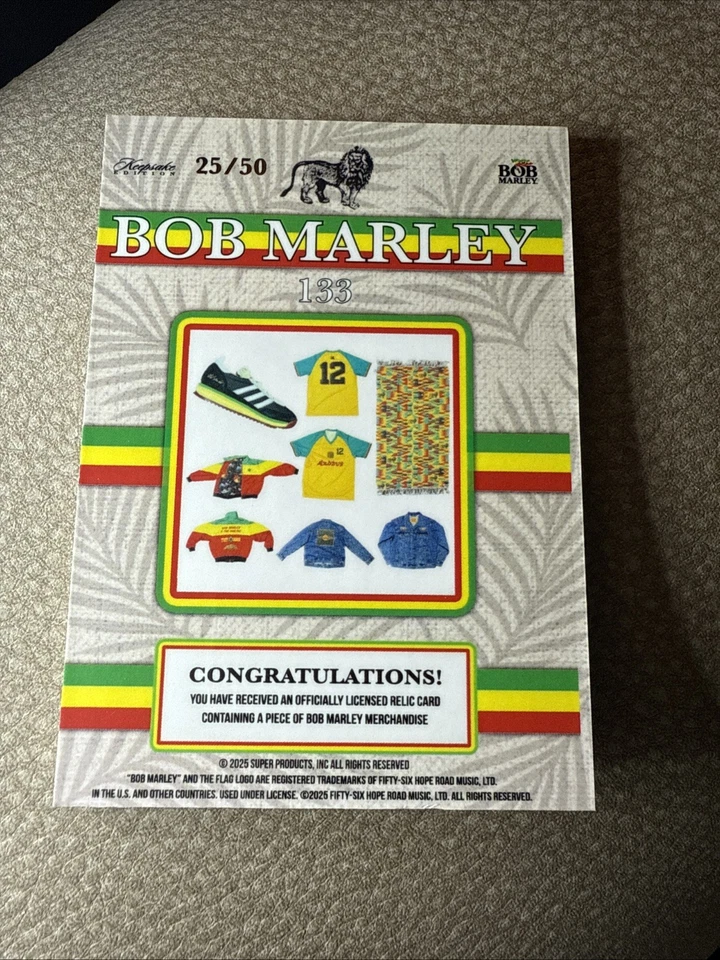 Keepsake
EDITION
25/50
BOB
MARLEY
BOB MARLEY
133
12
12
CONGRATULATIONS!
YOU HAVE RECEIVED AN OFFICIALLY LICENSED RELIC CARD
CONTAINING A PIECE OF BOB MARLEY MERCHANDISE
© 2025 SUPER PRODUCTS, INC ALL RIGHTS RESERVED
"BOB MARLEY" AND THE FLAG LOGO ARE REGISTERED TRADEMARKS OF FIFTY-SIX HOPE ROAD MUSIC, LTD.
IN THE U.S. AND OTHER COUNTRIES. USED UNDER LICENSE. ©2025 FIFTY-SIX HOPE ROAD MUSIC, LTD. ALL RIGHTS RESERVED.